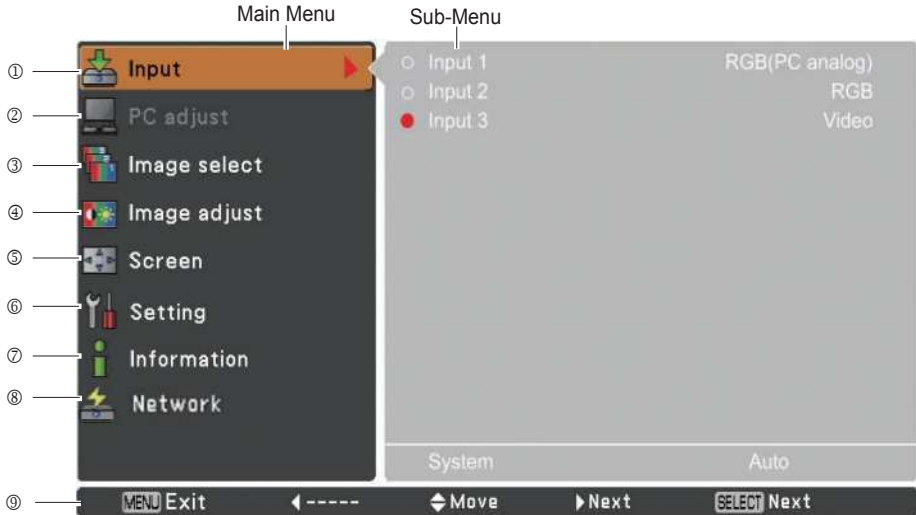 Main Menu
Sub-Menu
① Input
② PC adjust
③ Image select
④ Image adjust
⑤ Screen
⑥ Setting
⑦ Information
⑧ Network
Input 1 RGB(PC analog)
Input 2 RGB
Input 3 Video
System Auto
⑨ MENU Exit ◀----- Move ▶Next SELECT Next